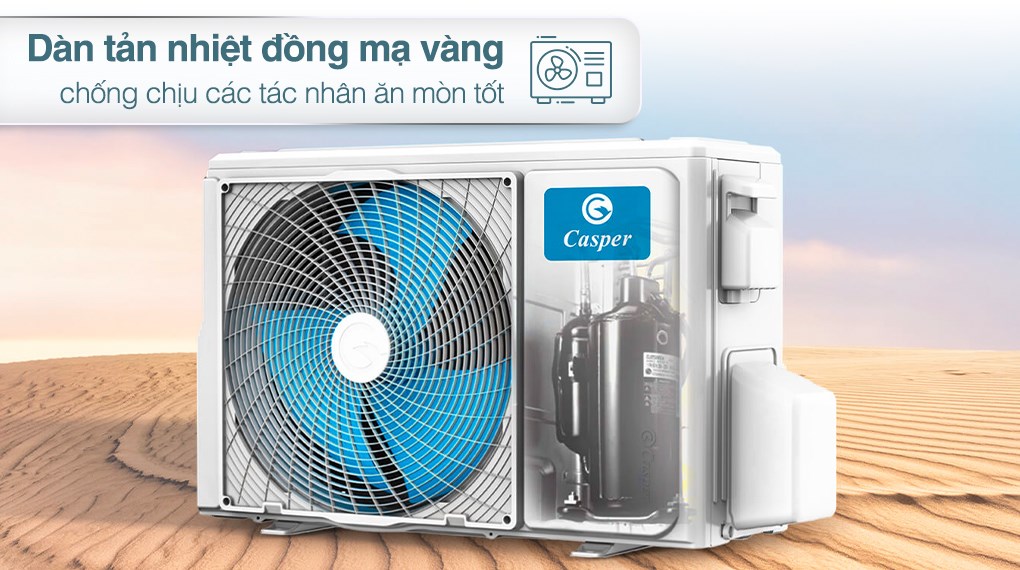 Dàn tản nhiệt đồng mạ vàng
chống chịu các tác nhân ăn mòn tốt
Casper